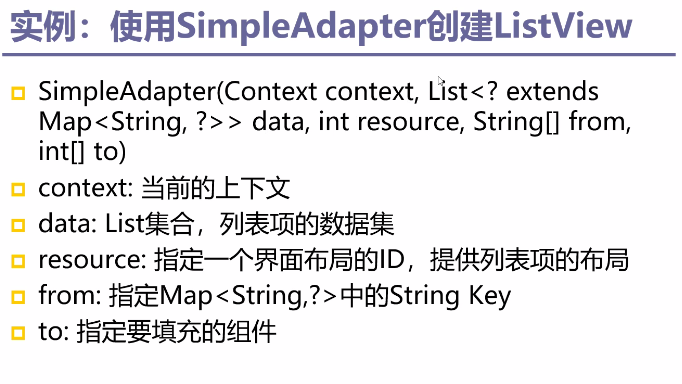 实例：使用SimpleAdapter创建ListView
SimpleAdapter(Context context, List<? extends
Map<String, ?>> data, int resource, String[] from,
int[] to)
context: 当前的上下文
data: List集合，列表项的数据集
resource: 指定一个界面布局的ID，提供列表项的布局
from: 指定Map<String,?>中的String Key
to: 指定要填充的组件